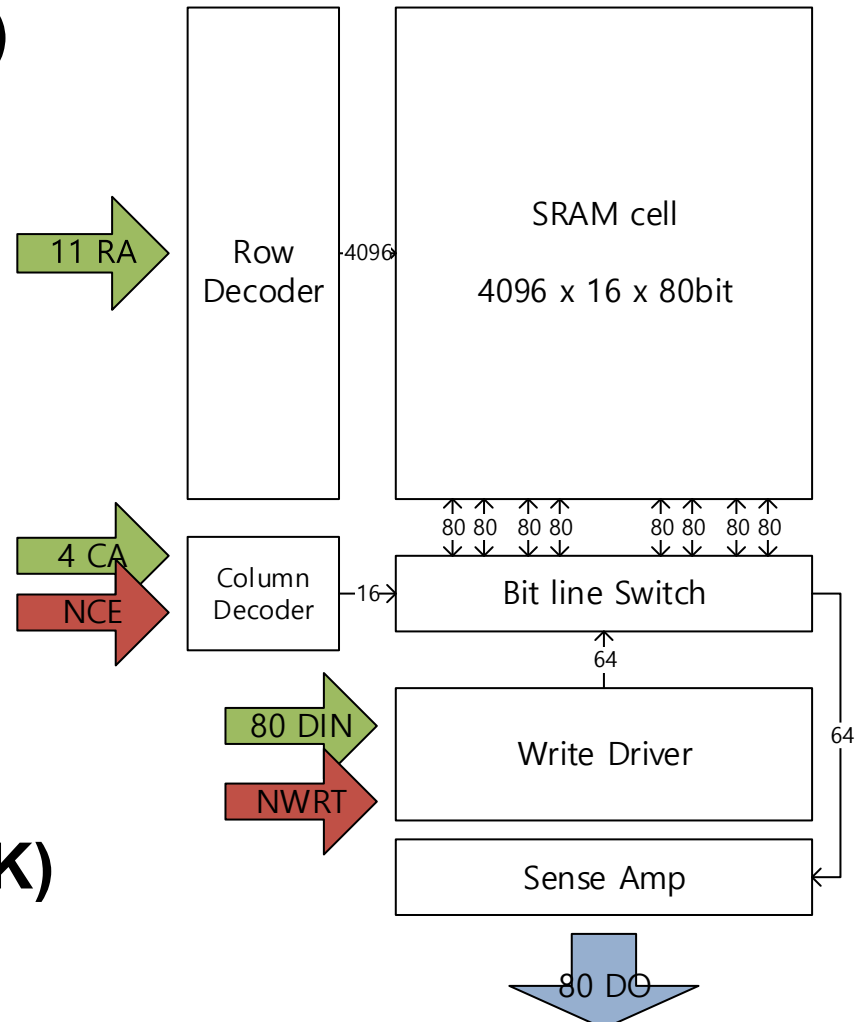 )
11 RA
Row
Decoder
4096
SRAM cell
4096 x 16 x 80bit
80 80 80 80 80 80 80 80
4 CA
NCE
Column
Decoder
16
Bit line Switch
64
80 DIN
NWRT
Write Driver
64
K)
Sense Amp
80 DO